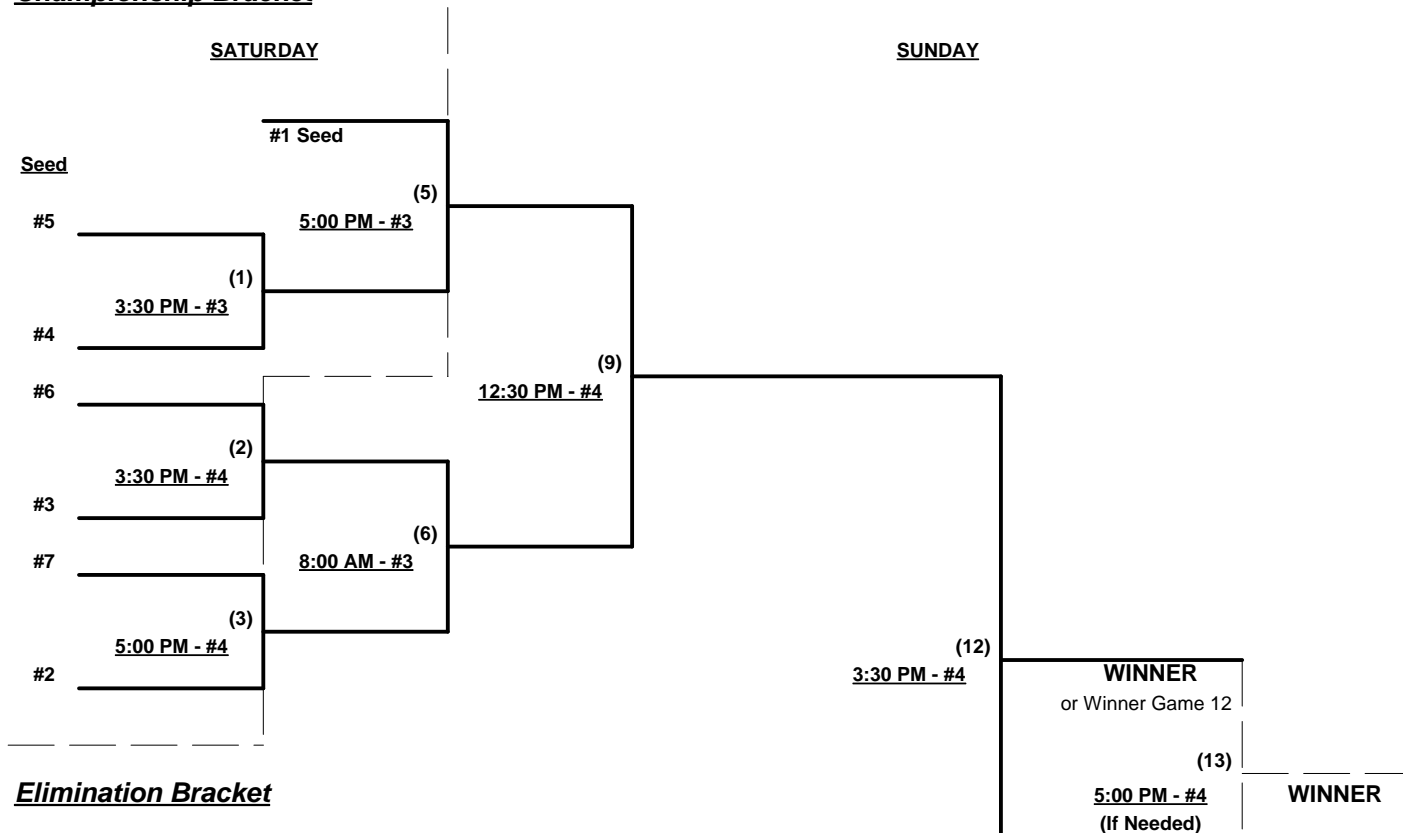 Championship Bracket
SATURDAY
SUNDAY
#1 Seed
Seed
(5)
5:00 PM - #3
#5
(1)
3:30 PM - #3
#4
#6
(9)
12:30 PM - #4
(2)
3:30 PM - #4
#3
(6)
8:00 AM - #3
#7
(3)
5:00 PM - #4
#2
(12)
3:30 PM - #4
WINNER
or Winner Game 12
(13)
5:00 PM - #4
(If Needed)
WINNER
Elimination Bracket